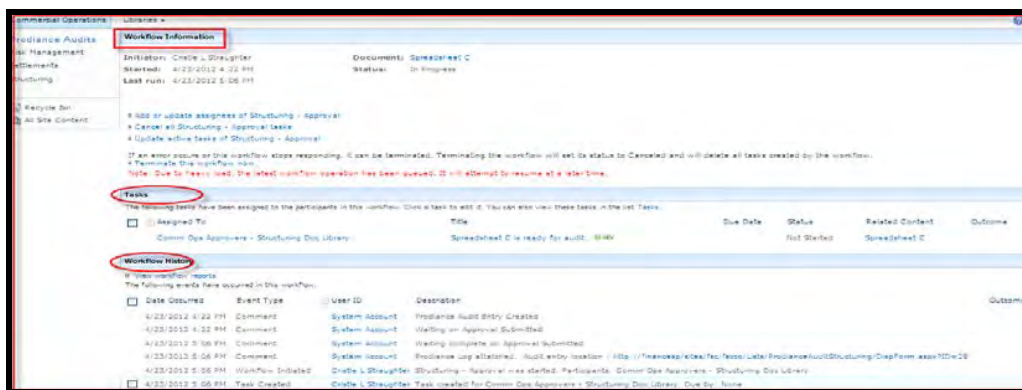 Commercial Operations Libraries
Prodiance Audits
Risk Management
Settlements
Structuring
Recycle Bin
All Site Content
Workflow Information
Initiator: Cristle L Straughter Document: Spreadsheet C
Started: 4/23/2012 4:22 PM Status: In Progress
Last run: 4/23/2012 5:06 PM
Add or update assignees of Structuring - Approval
Cancel all Structuring - Approval tasks
Update active tasks of Structuring - Approval
If an error occurs or this workflow stops responding, it can be terminated. Terminating the workflow will set its status to Canceled and will delete all tasks created by the workflow.
Terminate this workflow now.
Note: Due to heavy load, the latest workflow operation has been queued. It will attempt to resume at a later time.
Tasks
The following tasks have been assigned to the participants in this workflow. Click a task to edit it. You can also view these tasks in the list Tasks.
Assigned To Title Due Date Status Related Content Outcome
Comm Ops Approvers - Structuring Doc Library Spreadsheet C is ready for audit. NEW Not Started Spreadsheet C
Workflow History
View workflow reports
The following events have occurred in this workflow.
Date Occurred Event Type User ID Description Outcome
4/23/2012 4:22 PM Comment System Account Prodiance Audit Entry Created
4/23/2012 4:22 PM Comment System Account Waiting on Approval Submitted
4/23/2012 5:06 PM Comment System Account Waiting complete on Approval Submitted
4/23/2012 5:06 PM Comment System Account Prodiance Log attatched. Audit entry location :
4/23/2012 5:06 PM Workflow Initiated Cristle L Straughter Structuring - Approval was started. Participants: Comm Ops Approvers - Structuring Doc Library
4/23/2012 5:06 PM Task Created Cristle L Straughter Task created for Comm Ops Approvers - Structuring Doc Library. Due by: None